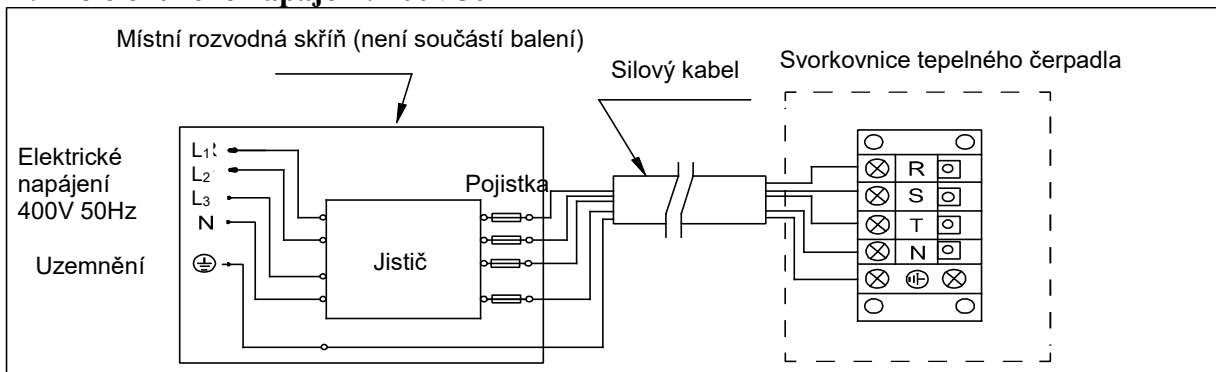 Místní rozvodná skříň (není součástí balení)
Silový kabel
Svorkovnice tepelného čerpadla
Elektrické
napájení
400V 50Hz
Uzemnění
L1
L2
L3
N
Pojistka
Jistič
R
S
T
N